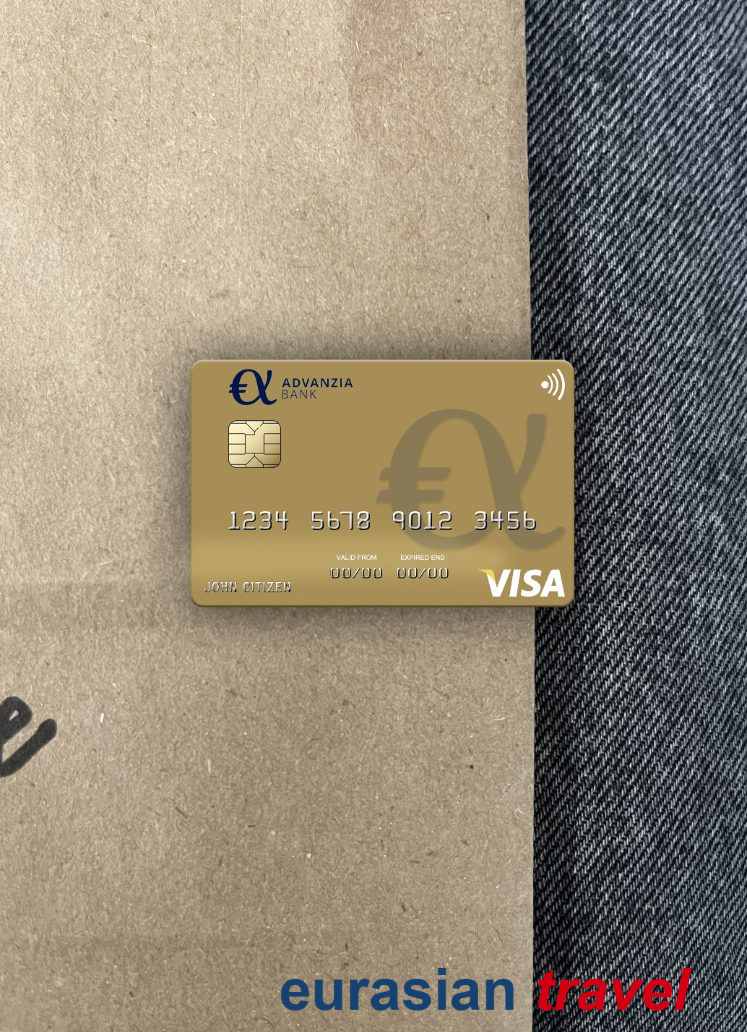 €α ADVANZIA
BANK
1234 5678 9012 3456
VALID FROM EXPIRED END
00/00 00/00
JOHN CITIZEN
VISA
eurasian travel